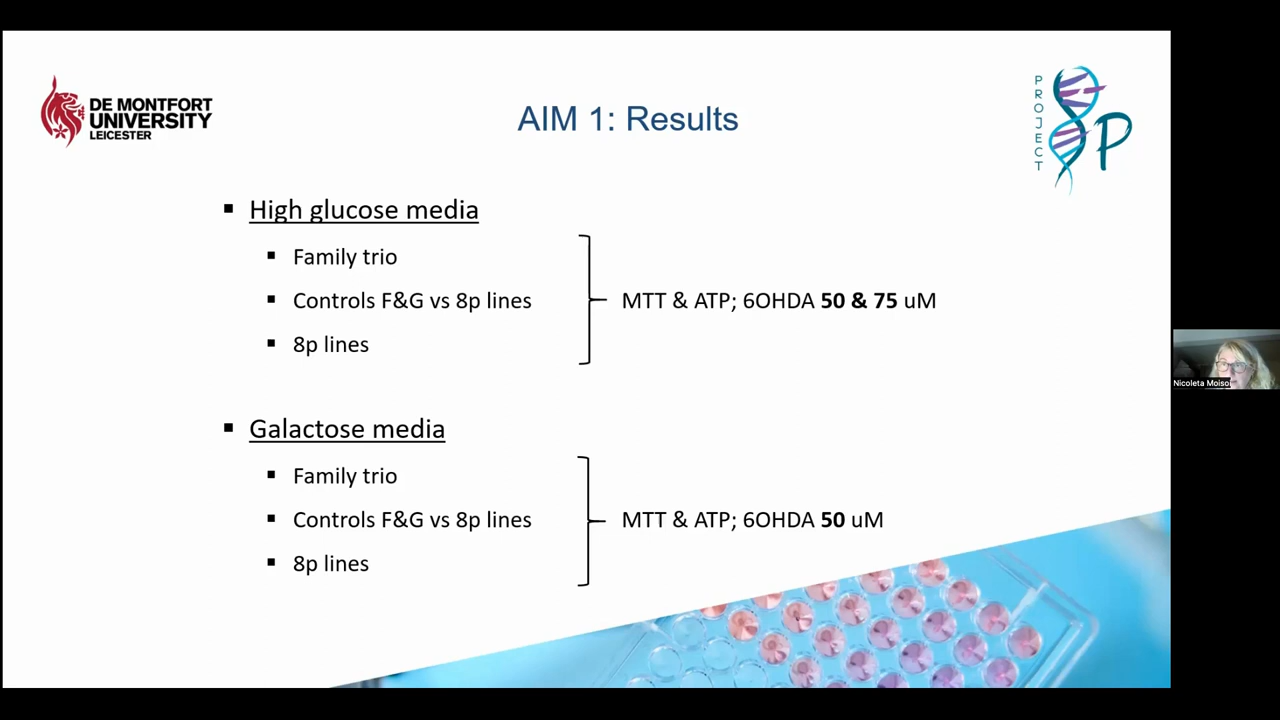 DE MONTFORT
UNIVERSITY
LEICESTER
AIM 1: Results
PROJECT
8P
▪ High glucose media
▪ Family trio
▪ Controls F&G vs 8p lines
▪ 8p lines
MTT & ATP; 6OHDA 50 & 75 uM
▪ Galactose media
▪ Family trio
▪ Controls F&G vs 8p lines
▪ 8p lines
MTT & ATP; 6OHDA 50 uM
Nicoleta Moiso